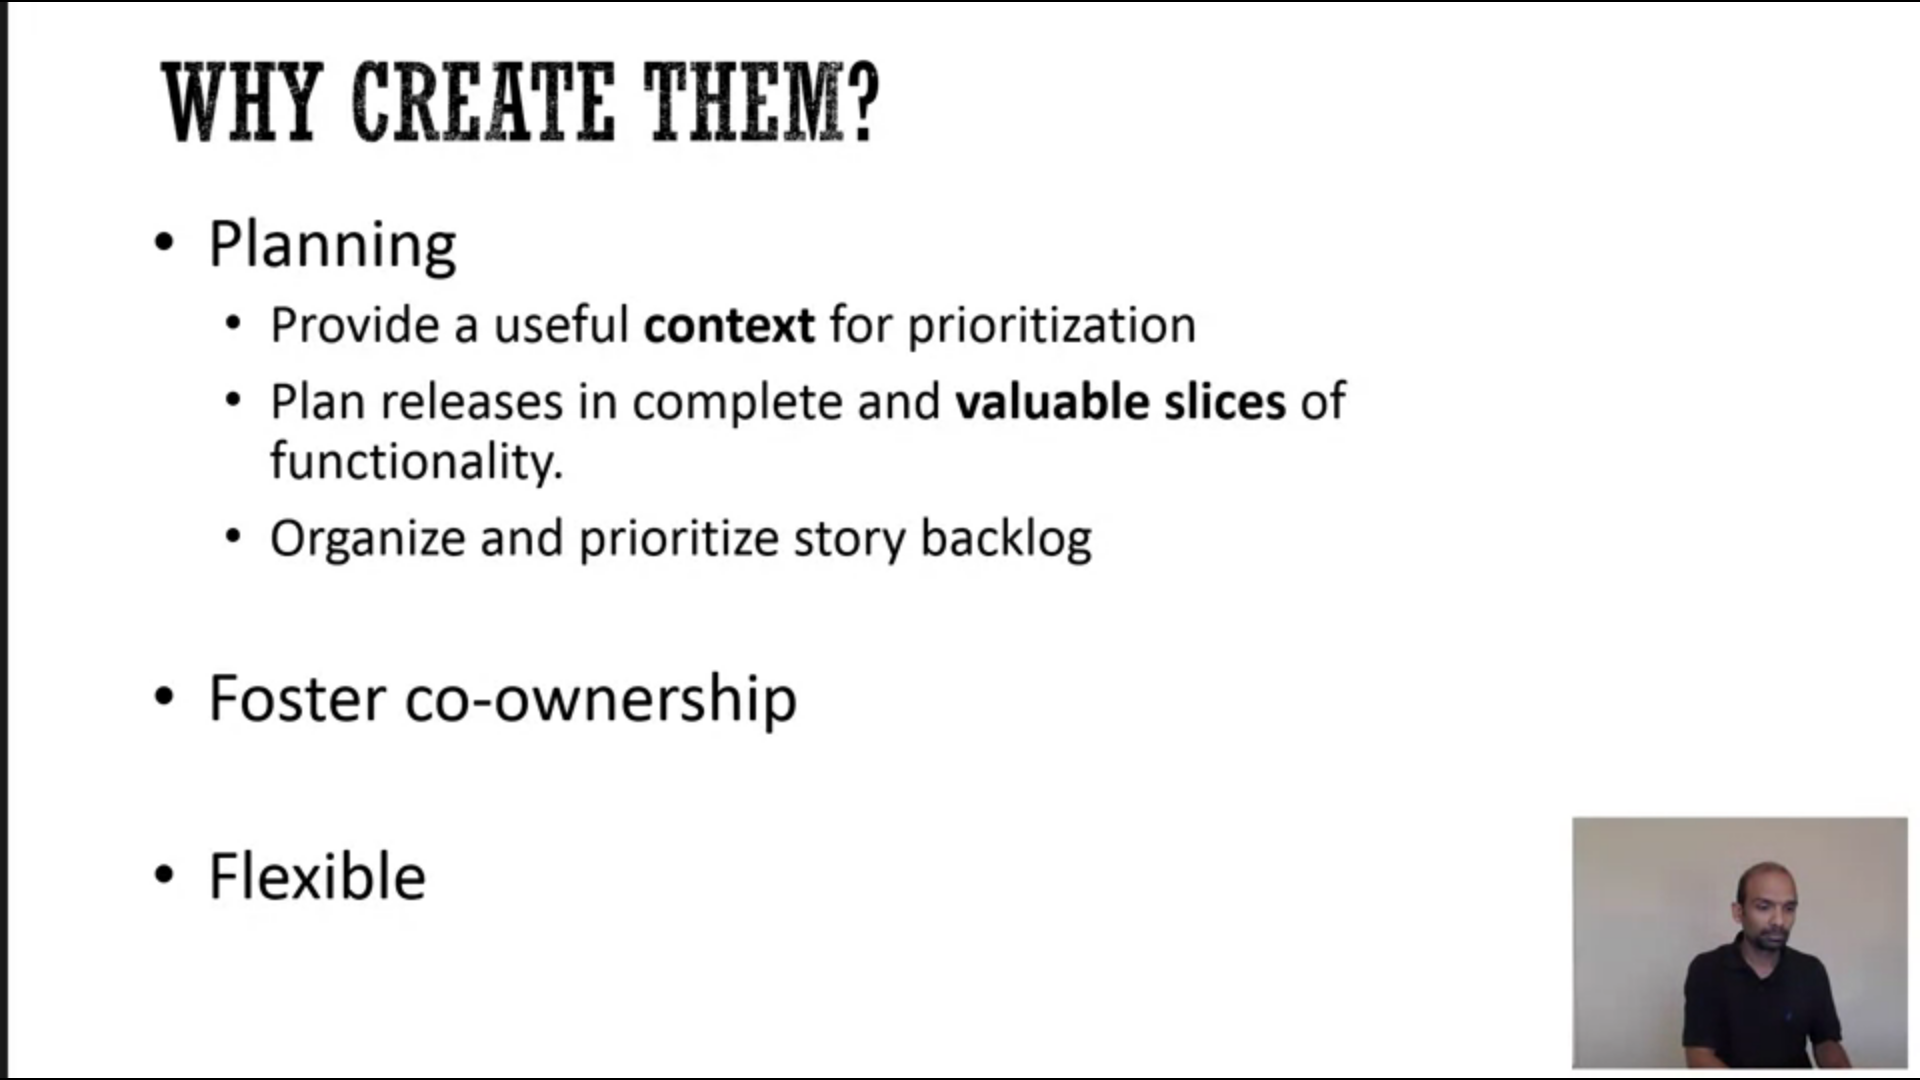 WHY CREATE THEM?
• Planning
• Provide a useful context for prioritization
• Plan releases in complete and valuable slices of
functionality.
• Organize and prioritize story backlog
• Foster co-ownership
• Flexible